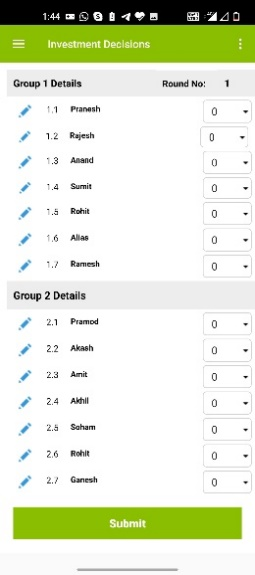 1:44
Investment Decisions
Group 1 Details Round No: 1
1.1 Pranesh 0
1.2 Rajesh 0
1.3 Anand 0
1.4 Sumit 0
1.5 Rohit 0
1.6 Alias 0
1.7 Ramesh 0
Group 2 Details
2.1 Pramod 0
2.2 Akash 0
2.3 Amit 0
2.4 Akhil 0
2.5 Soham 0
2.6 Rohit 0
2.7 Ganesh 0
Submit